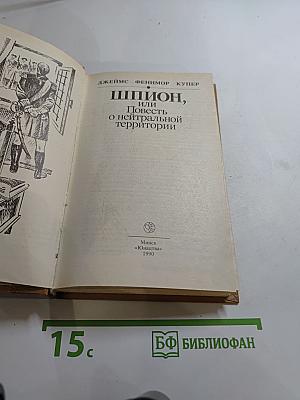 ДЖЕЙМС ФЕНИМОР КУПЕР
ШПИОН,
или
Повесть
о нейтральной
территории
Минск
«Юнацтва»
1990
15с
БФ БИБЛИОФАН